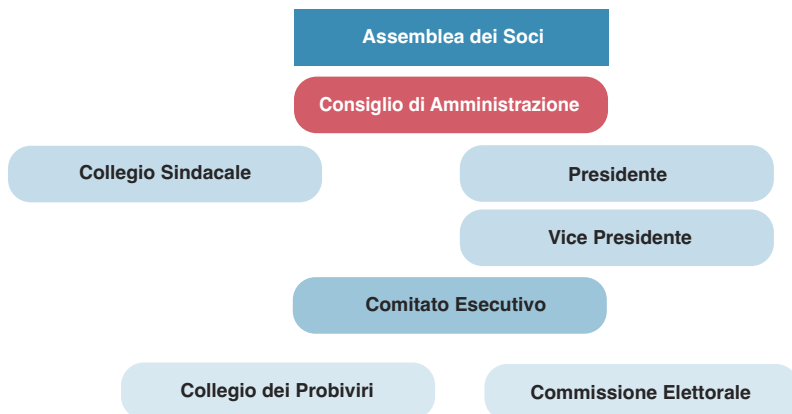 Assemblea dei Soci
Consiglio di Amministrazione
Collegio Sindacale
Presidente
Vice Presidente
Comitato Esecutivo
Collegio dei Probiviri
Commissione Elettorale